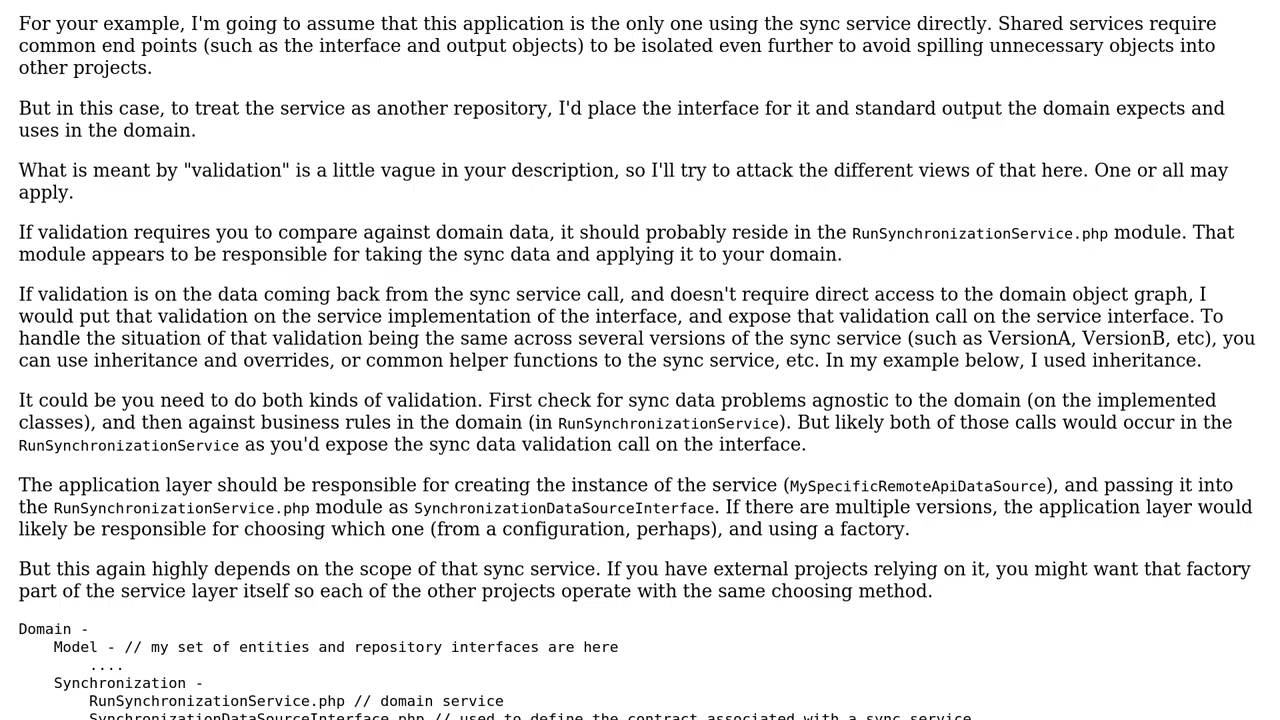 For your example, I'm going to assume that this application is the only one using the sync service directly. Shared services require
common end points (such as the interface and output objects) to be isolated even further to avoid spilling unnecessary objects into
other projects.
But in this case, to treat the service as another repository, I'd place the interface for it and standard output the domain expects and
uses in the domain.
What is meant by "validation" is a little vague in your description, so I'll try to attack the different views of that here. One or all may
apply.
If validation requires you to compare against domain data, it should probably reside in the RunSynchronizationService.php module. That
module appears to be responsible for taking the sync data and applying it to your domain.
If validation is on the data coming back from the sync service call, and doesn't require direct access to the domain object graph, I
would put that validation on the service implementation of the interface, and expose that validation call on the service interface. To
handle the situation of that validation being the same across several versions of the sync service (such as VersionA, VersionB, etc), you
can use inheritance and overrides, or common helper functions to the sync service, etc. In my example below, I used inheritance.
It could be you need to do both kinds of validation. First check for sync data problems agnostic to the domain (on the implemented
classes), and then against business rules in the domain (in RunSynchronizationService). But likely both of those calls would occur in the
RunSynchronizationService as you'd expose the sync data validation call on the interface.
The application layer should be responsible for creating the instance of the service (MySpecificRemoteApiDataSource), and passing it into
the RunSynchronizationService.php module as SynchronizationDataSourceInterface. If there are multiple versions, the application layer would
likely be responsible for choosing which one (from a configuration, perhaps), and using a factory.
But this again highly depends on the scope of that sync service. If you have external projects relying on it, you might want that factory
part of the service layer itself so each of the other projects operate with the same choosing method.
Domain -
Model - // my set of entities and repository interfaces are here
....
Synchronization -
RunSynchronizationService.php // domain service
SynchronizationDataSourceInterface.php // used to define the contract associated with a sync service